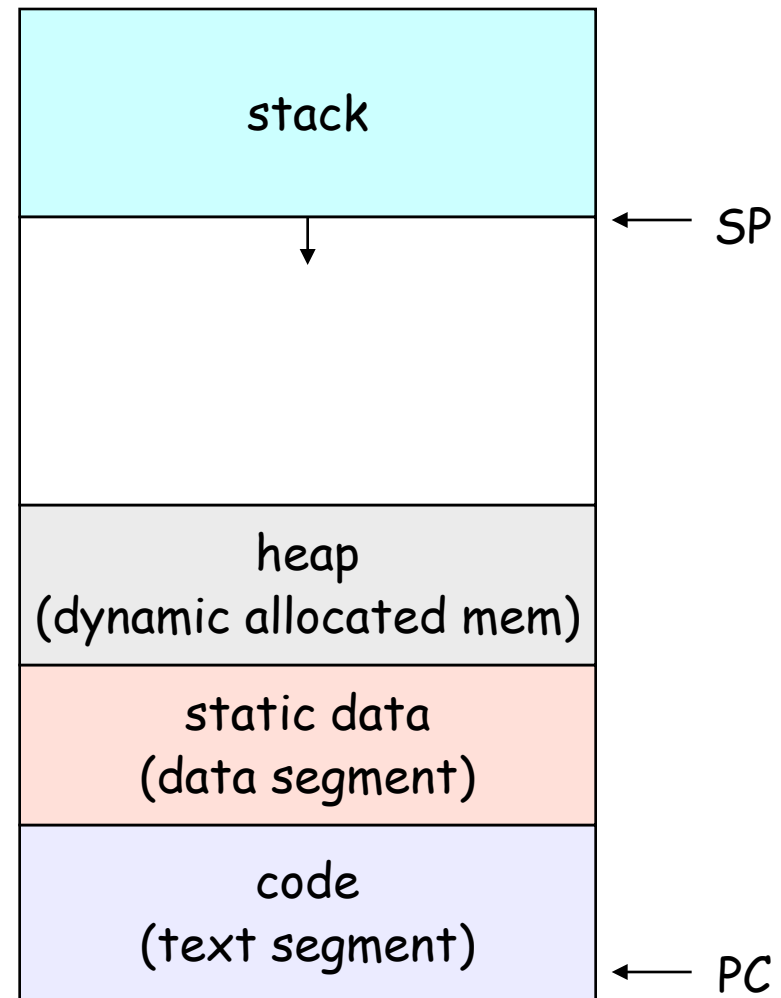 stack
SP
heap
(dynamic allocated mem)
static data
(data segment)
code
(text segment)
PC